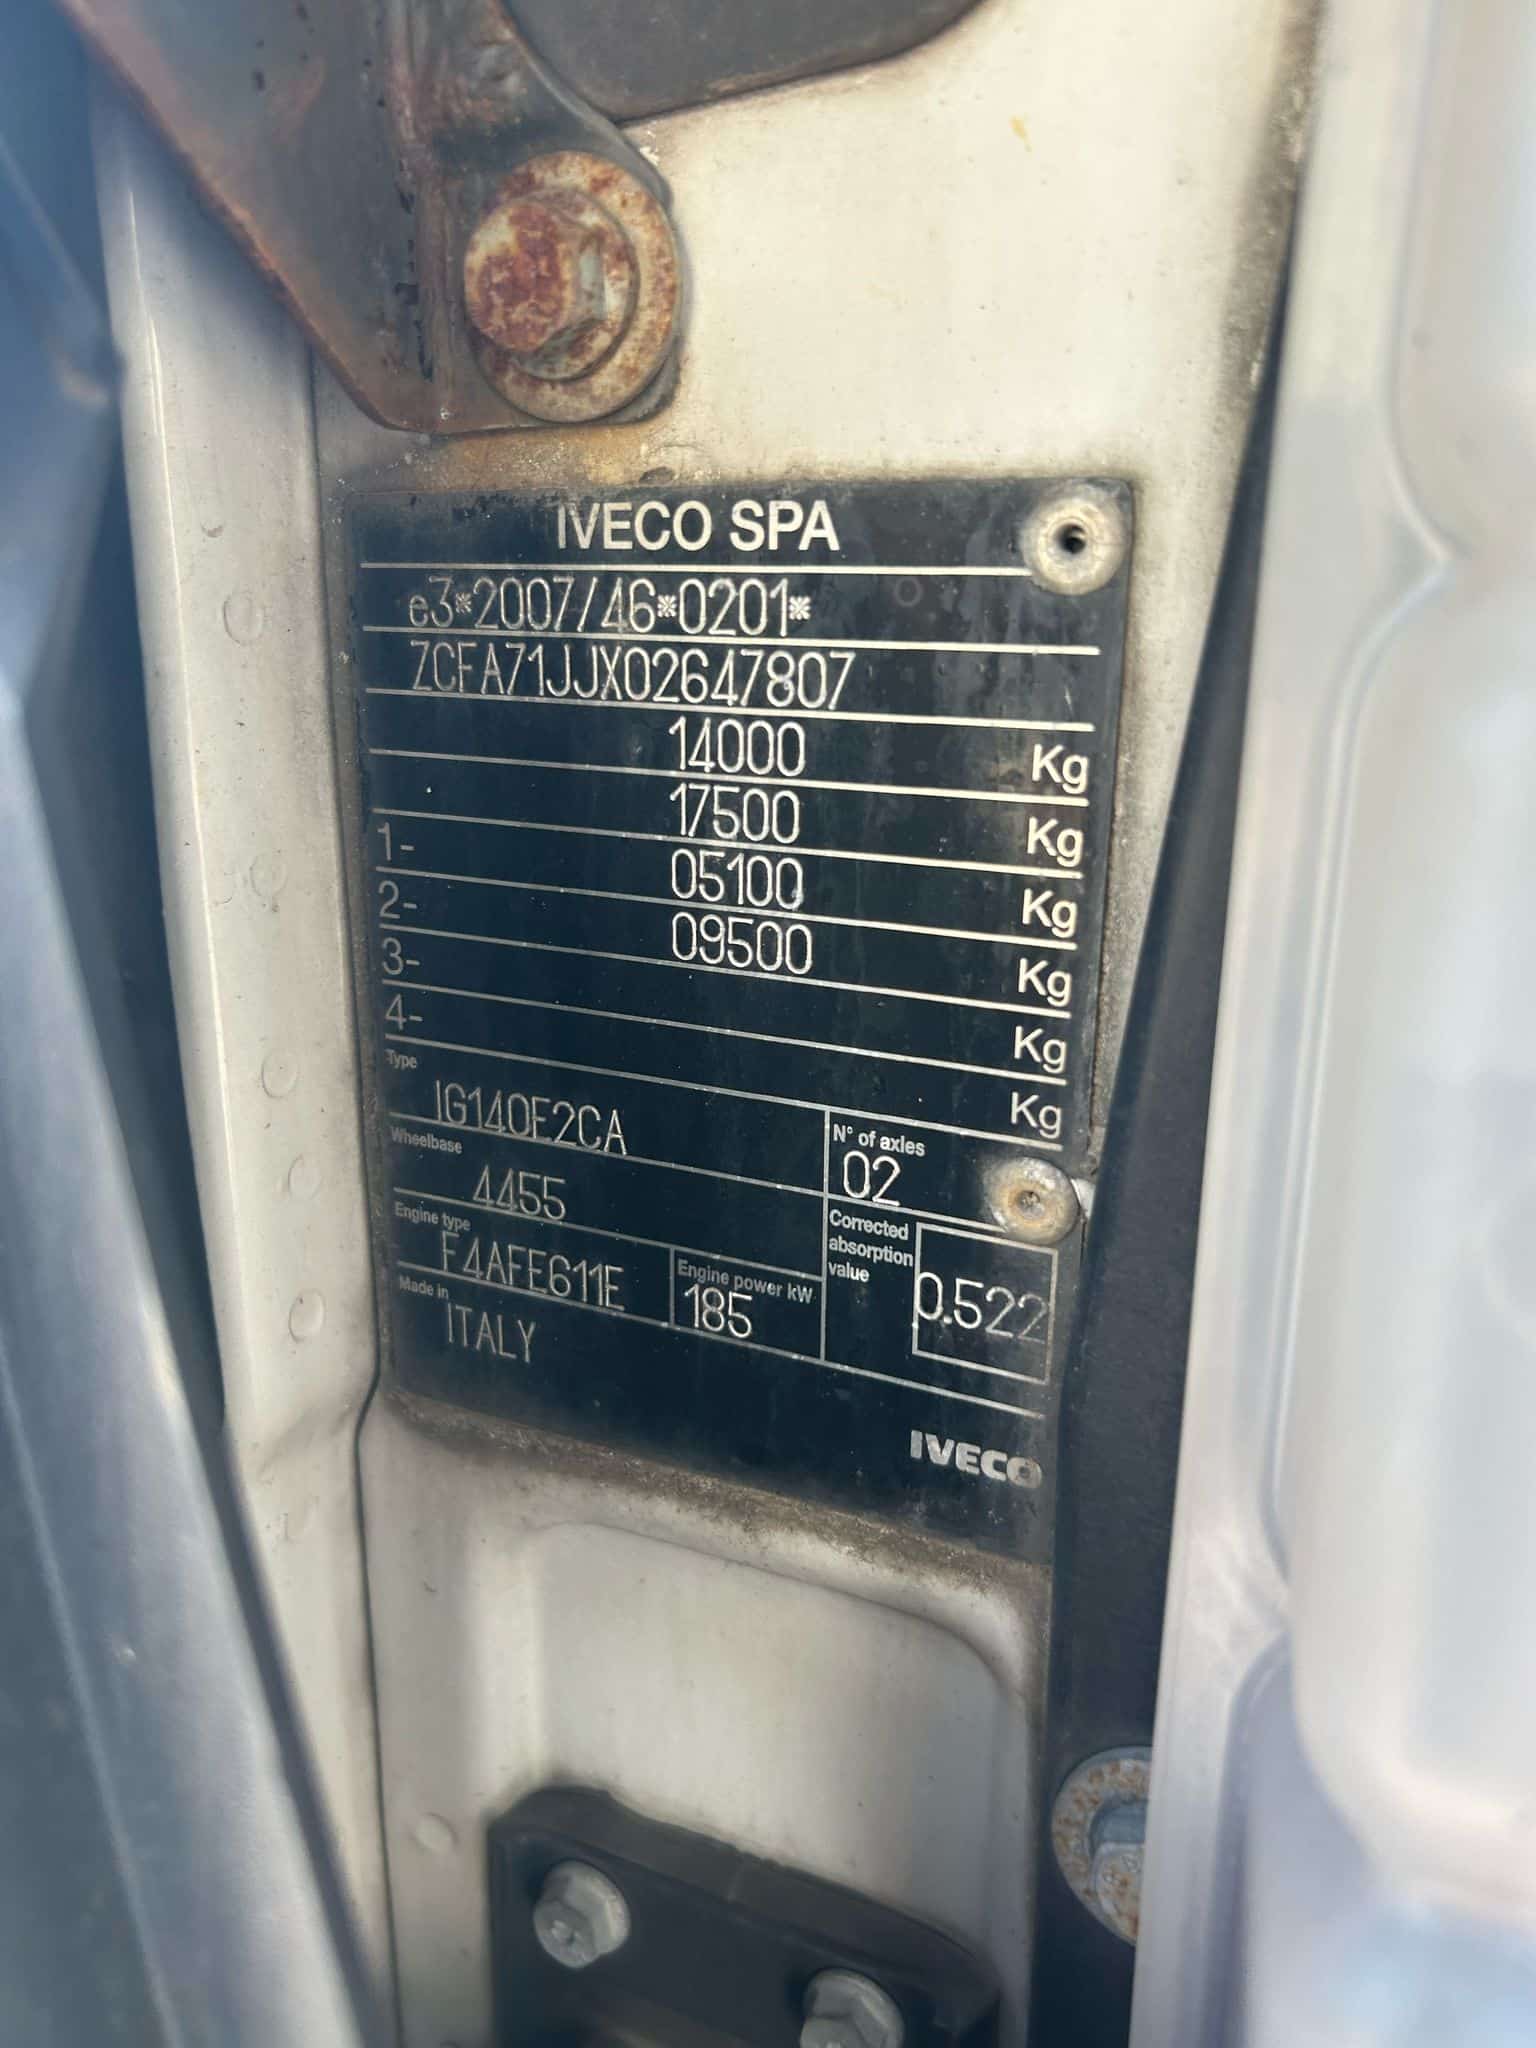 IVECO SPA
e3*2007/46*0201*
ZCFA71JJX02647807
14000 Kg
17500 Kg
1- 05100 Kg
2- 09500 Kg
3- Kg
4- Kg
Type
IG140E2CA
N° of axles
02
Wheelbase
4455
Corrected
absorption
value
0.522
Engine type
F4AFE611E
Engine power kW
185
Made in
ITALY
IVECO